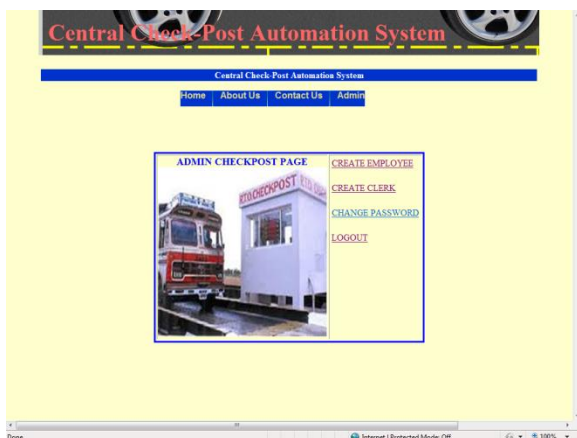 Central Check-Post Automation System
Central Check-Post Automation System
Home About Us Contact Us Admin
ADMIN CHECKPOST PAGE
CREATE EMPLOYEE
R.T.O. CHECKPOST R.T.O.
CREATE CLERK
CHANGE PASSWORD
LOGOUT
Done
Internet | Protected Mode: Off
100%